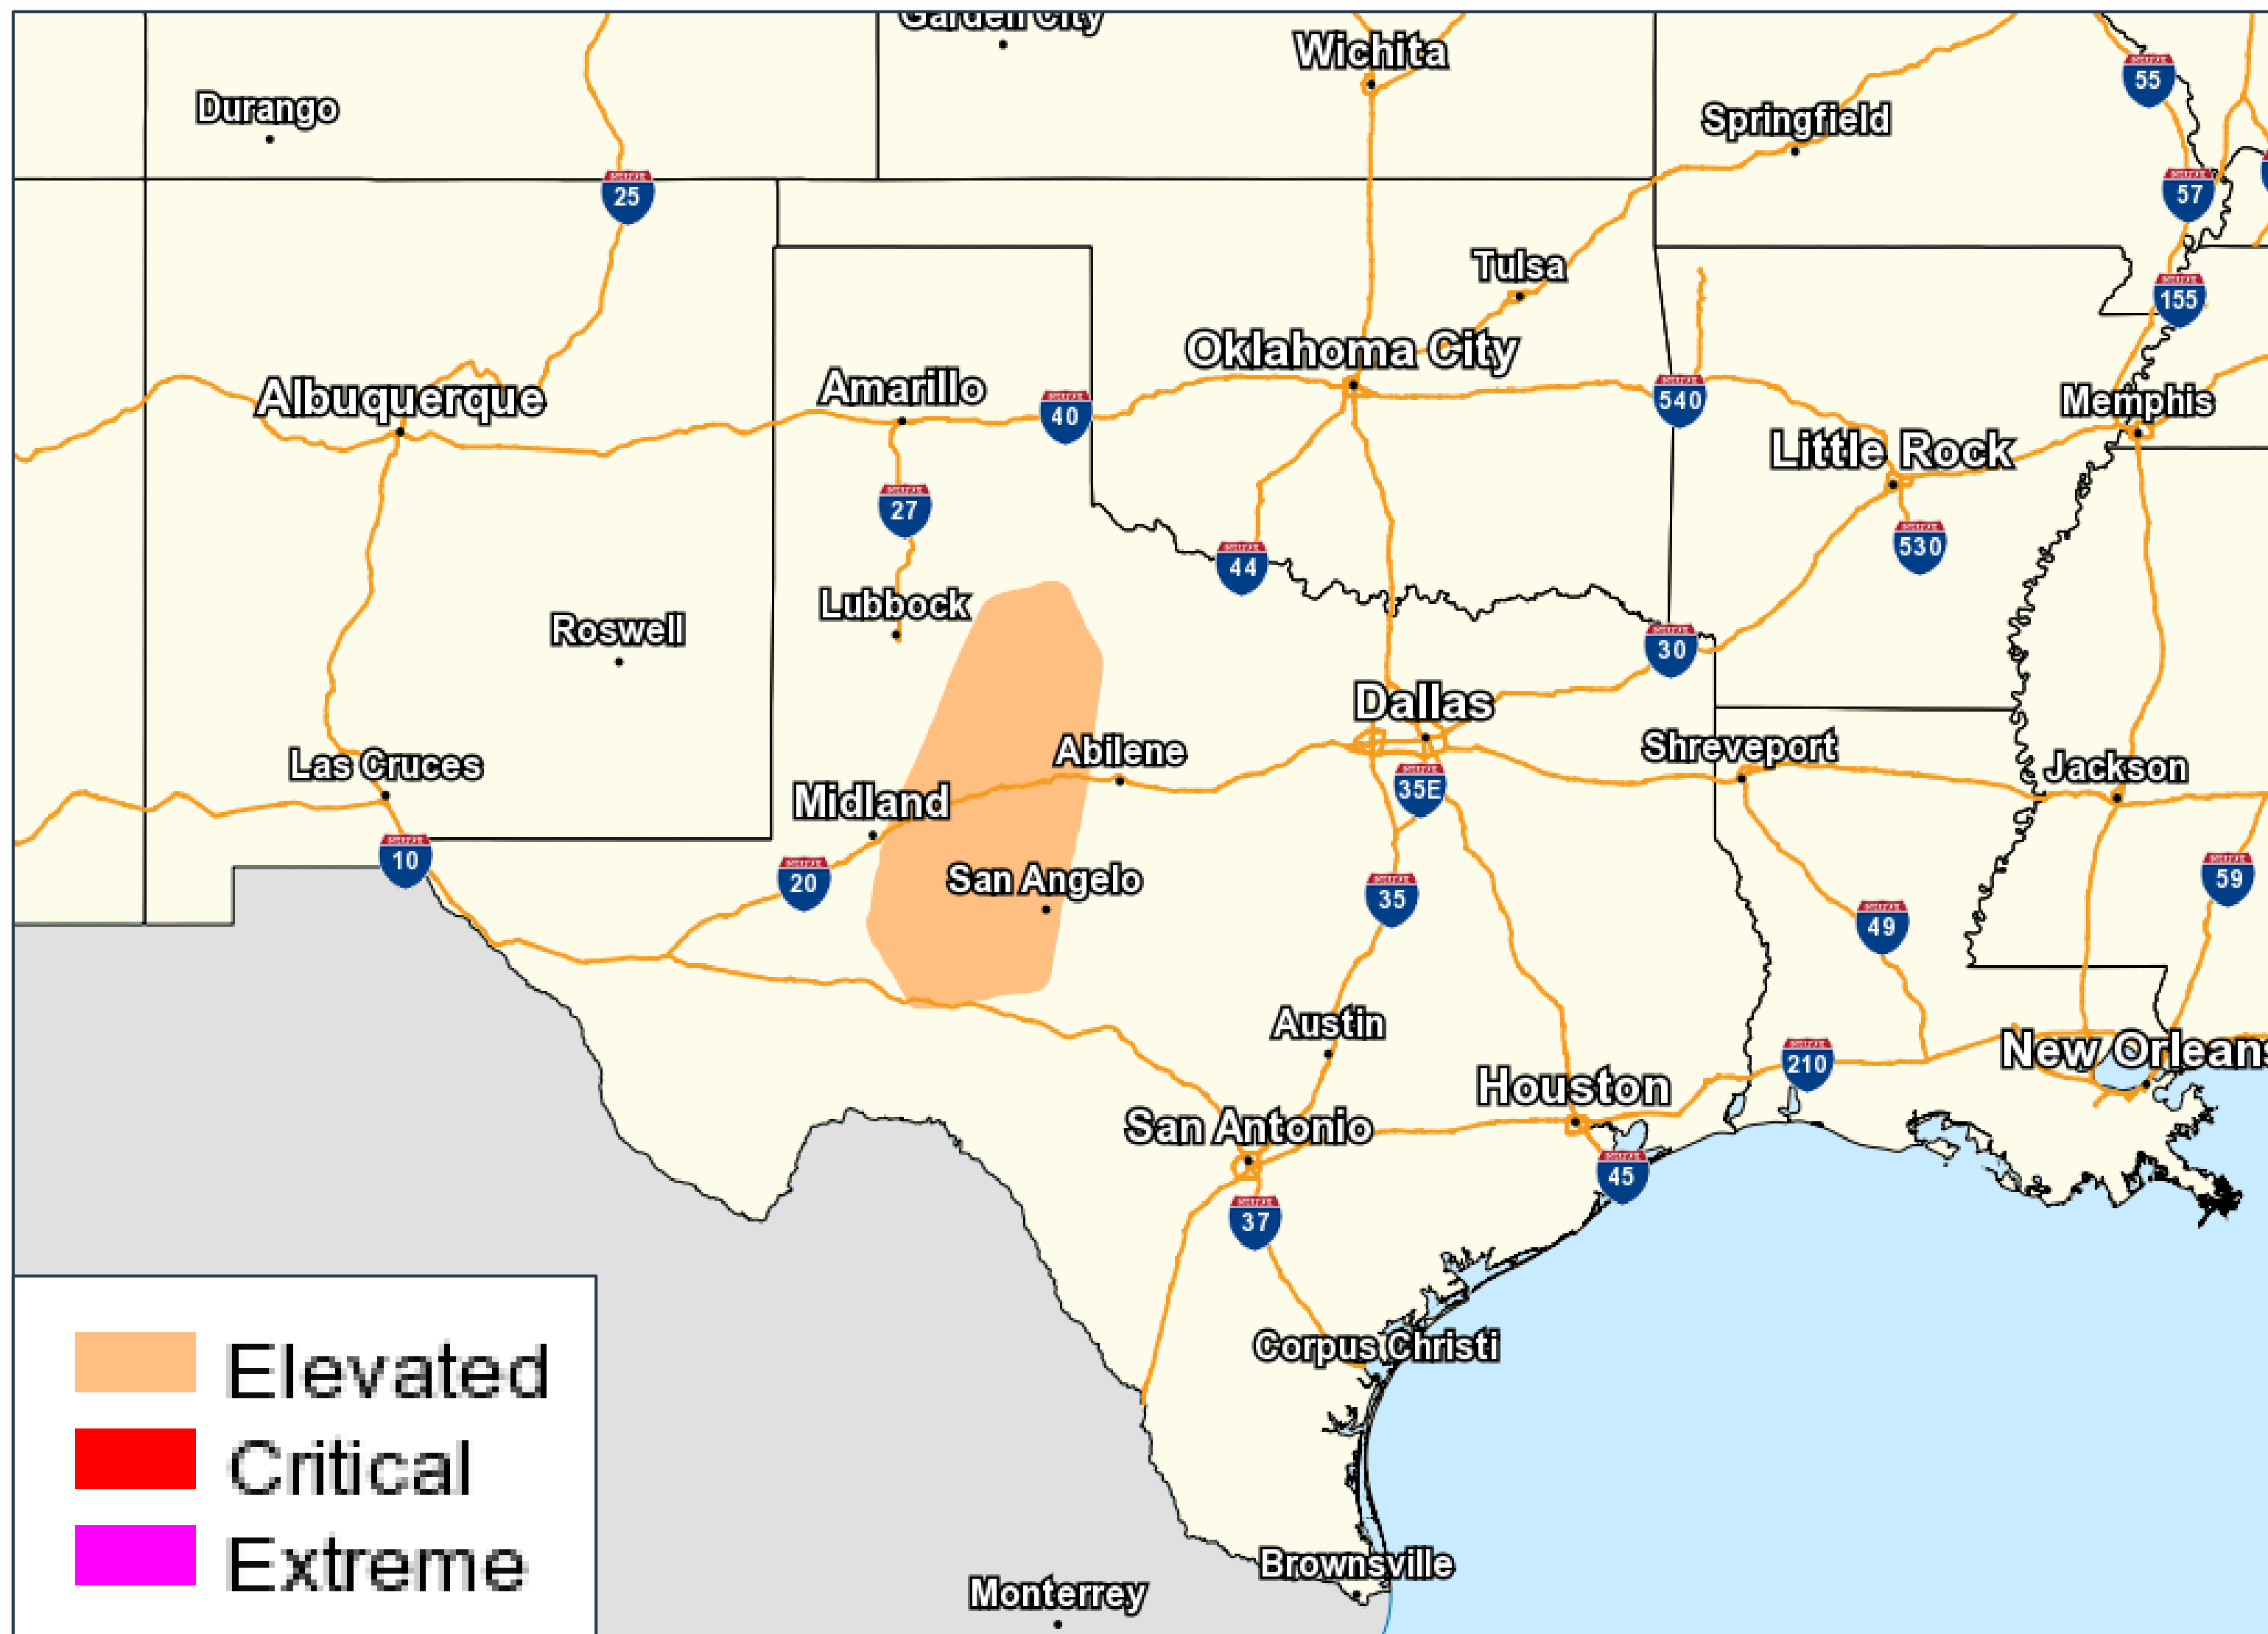 Garden City
Wichita
55
Durango
Springfield
25
57
Tulsa
155
Oklahoma City
Albuquerque
Amarillo
40
540
Memphis
Little Rock
27
530
44
Lubbock
Roswell
30
Dallas
Abilene
Shreveport
Las Cruces
Jackson
35E
Midland
10
20
San Angelo
35
59
49
Austin
New Orleans
210
Houston
San Antonio
45
37
Corpus Christi
Elevated
Critical
Extreme
Brownsville
Monterrey